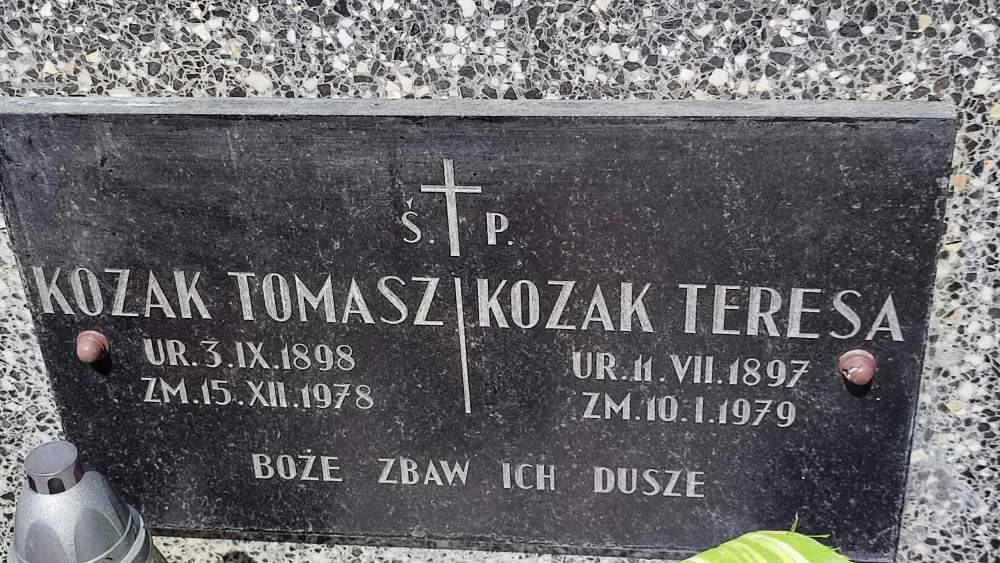 Ś. P.
KOZAK TOMASZ
UR.3.IX.1898
ZM.15.XII.1978
KOZAK TERESA
UR.11.VII.1897
ZM.10.I.1979
BOŻE ZBAW ICH DUSZE